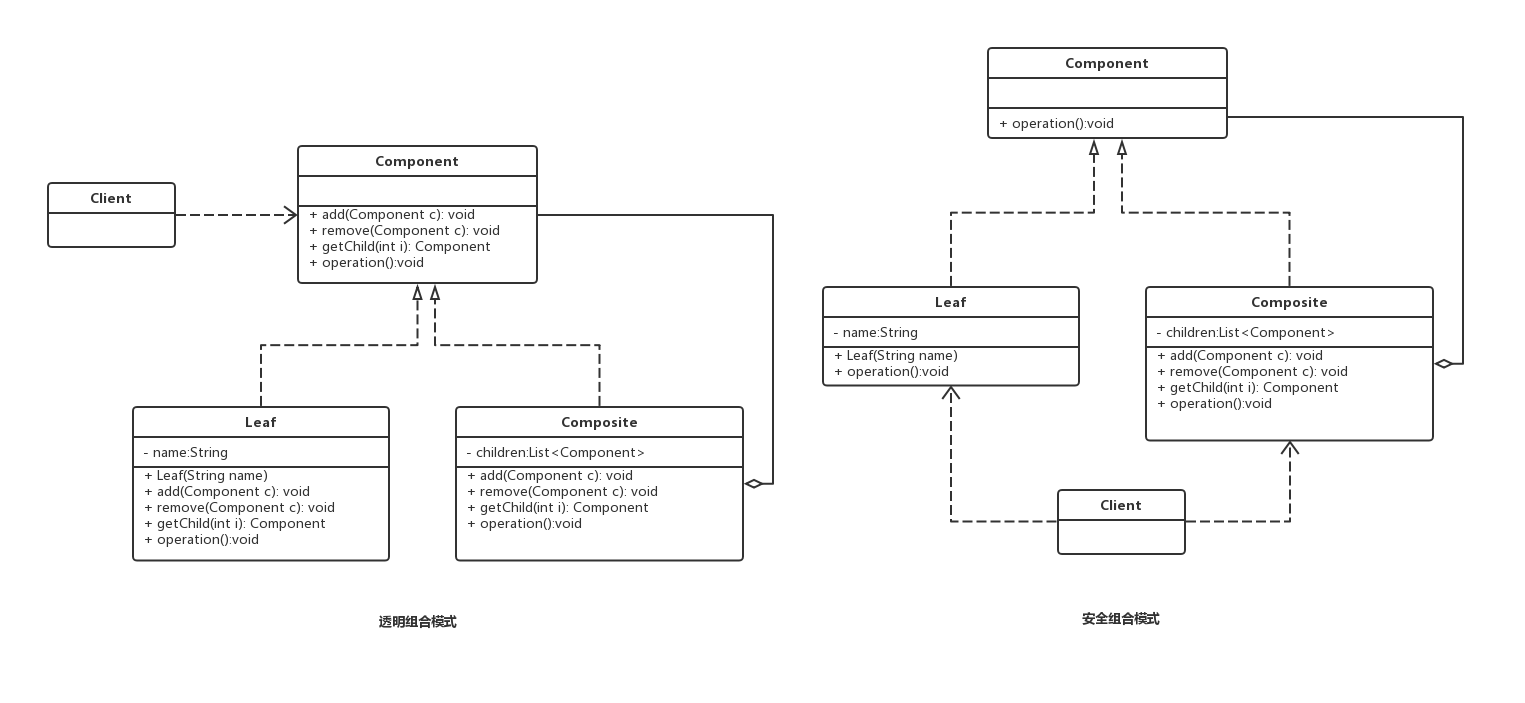 Client
Component
+ add(Component c): void
+ remove(Component c): void
+ getChild(int i): Component
+ operation():void
Leaf
- name:String
+ Leaf(String name)
+ add(Component c): void
+ remove(Component c): void
+ getChild(int i): Component
+ operation():void
Composite
- children:List<Component>
+ add(Component c): void
+ remove(Component c): void
+ getChild(int i): Component
+ operation():void
透明组合模式
Component
+ operation():void
Leaf
- name:String
+ Leaf(String name)
+ operation():void
Composite
- children:List<Component>
+ add(Component c): void
+ remove(Component c): void
+ getChild(int i): Component
+ operation():void
Client
安全组合模式